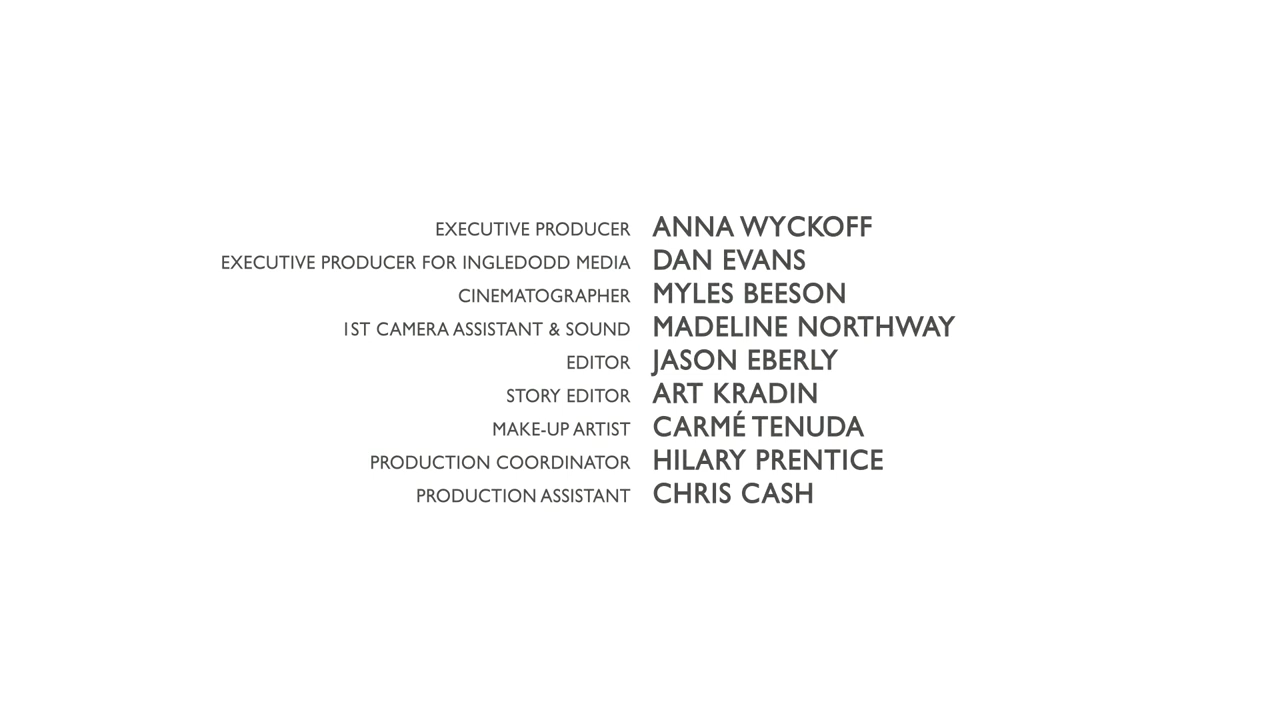 EXECUTIVE PRODUCER ANNA WYCKOFF
EXECUTIVE PRODUCER FOR INGLEDODD MEDIA DAN EVANS
CINEMATOGRAPHER MYLES BEESON
1ST CAMERA ASSISTANT & SOUND MADELINE NORTHWAY
EDITOR JASON EBERLY
STORY EDITOR ART KRADIN
MAKE-UP ARTIST CARMÉ TENUDA
PRODUCTION COORDINATOR HILARY PRENTICE
PRODUCTION ASSISTANT CHRIS CASH